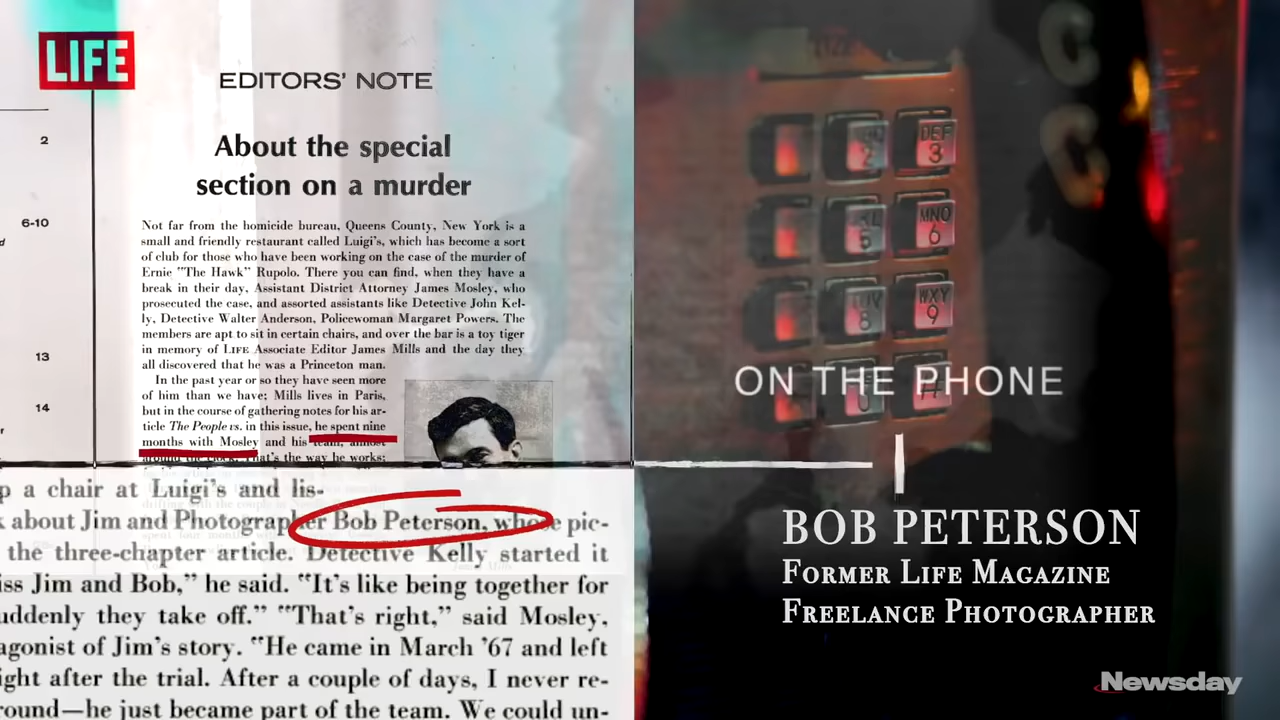 LIFE
EDITORS' NOTE
About the special
section on a murder
2
6-10
13
14
Not far from the homicide bureau, Queens County, New York is a
small and friendly restaurant called Luigi's, which has become a sort
of club for those who have been working on the case of the murder of
Ernie "The Hawk" Rupolo. There you can find, when they have a
break in their day, Assistant District Attorney James Mosley, who
prosecuted the case, and assorted assistants like Detective John Kel-
ly, Detective Walter Anderson, Policewoman Margaret Powers. The
members are apt to sit in certain chairs, and over the bar is a toy tiger
in memory of LIFE Associate Editor James Mills and the day they
all discovered that he was a Princeton man.
In the past year or so they have seen more
of him than we have: Mills lives in Paris,
but in the course of gathering notes for his ar-
ticle The People vs. in this issue, he spent nine
months with Mosley and his team, almost
around the clock. That's the way he works:
p a chair at Luigi's and lis-
k about Jim and Photographer Bob Peterson, whose pic-
the three-chapter article. Detective Kelly started it
iss Jim and Bob," he said. "It's like being together for
uddenly they take off." "That's right," said Mosley,
agonist of Jim's story. "He came in March '67 and left
ight after the trial. After a couple of days, I never re-
round—he just became part of the team. We could un-
DEF
3
2
MNO
5
6
8
WXY
9
ON THE PHONE
BOB PETERSON
FORMER LIFE MAGAZINE
FREELANCE PHOTOGRAPHER
Newsday